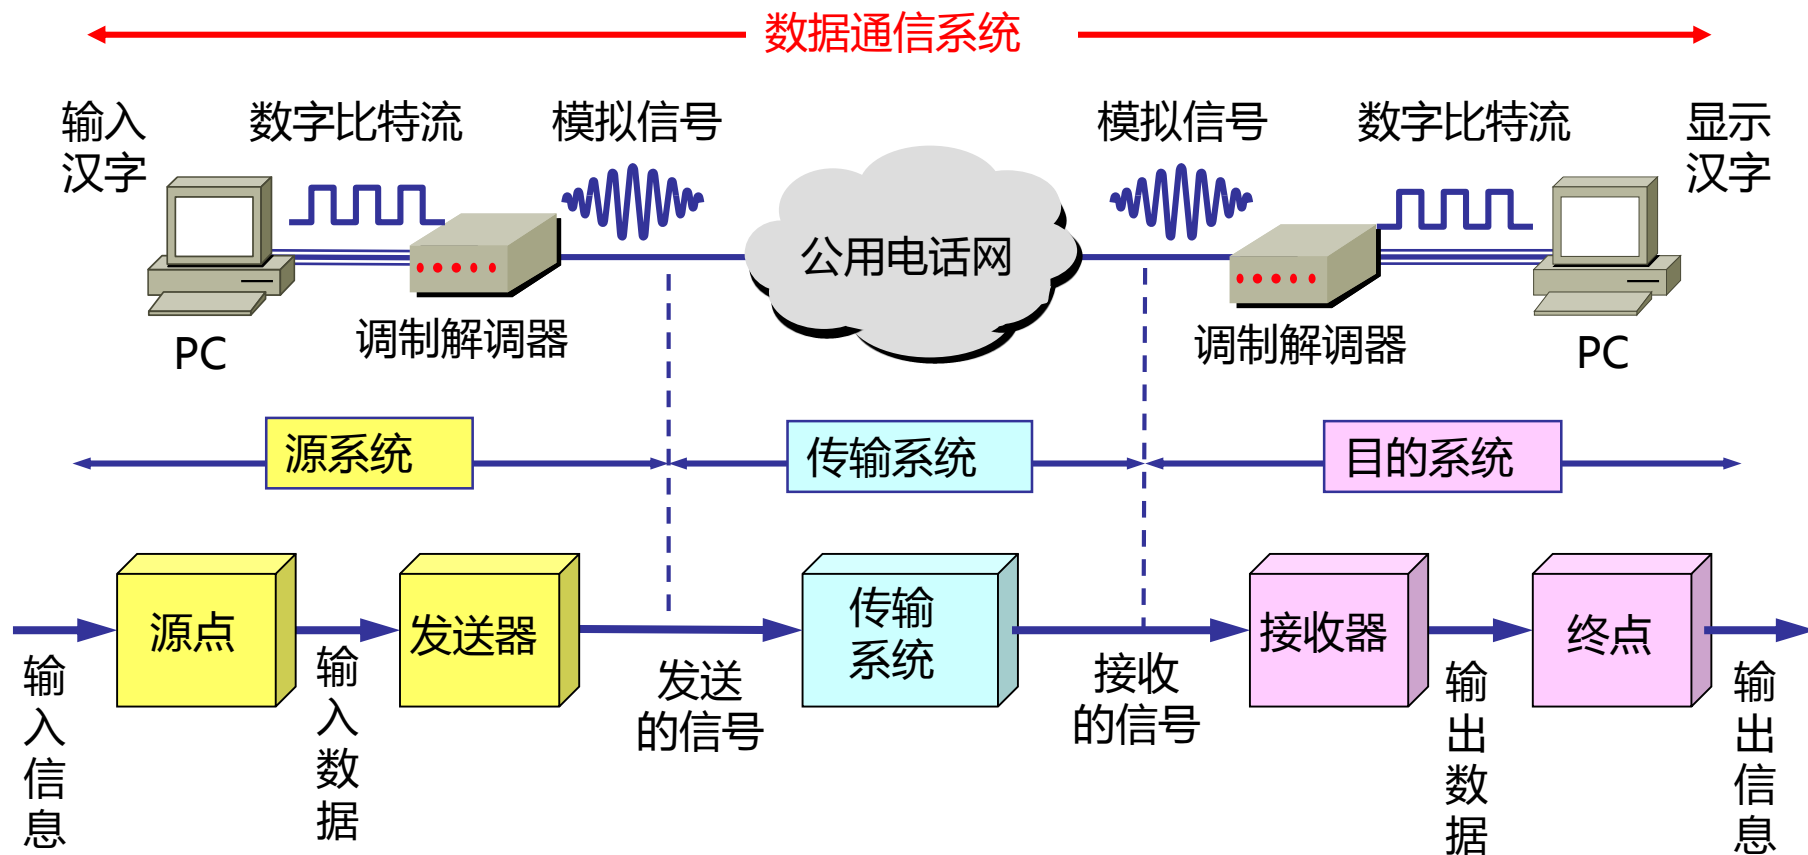 数据通信系统
输入
汉字
数字比特流
模拟信号
模拟信号
数字比特流
显示
汉字
公用电话网
PC
调制解调器
调制解调器
PC
源系统
传输系统
目的系统
源点
发送器
传输
系统
接收器
终点
输入信息
输入数据
发送
的信号
接收
的信号
输出数据
输出信息